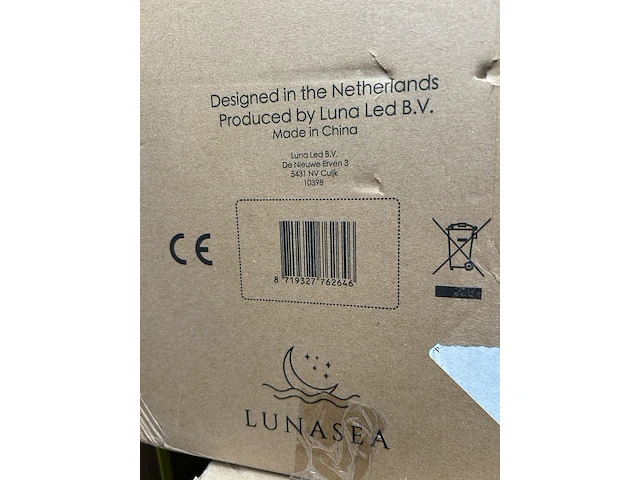 Designed in the Netherlands
Produced by Luna Led B.V.
Made in China
Luna Led B.V.
De Nieuwe Erven 3
5431 NV Cuijk
10398
CE
8 719327 762646
LUNASEA